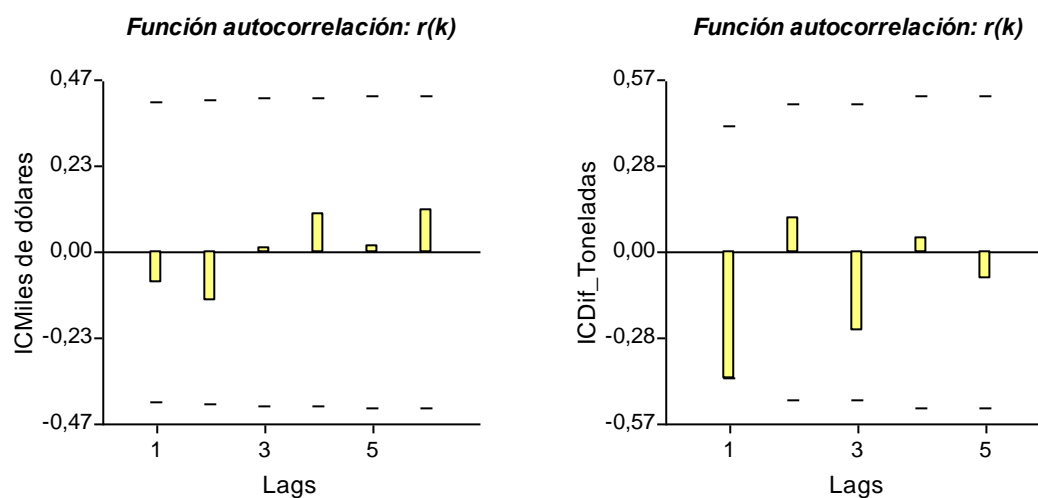 Función autocorrelación: r(k)
0,47
0,23
0,00
-0,23
-0,47
ICMiles de dólares
1 3 5
Lags
Función autocorrelación: r(k)
0,57
0,28
0,00
-0,28
-0,57
ICDif_Toneladas
1 3 5
Lags